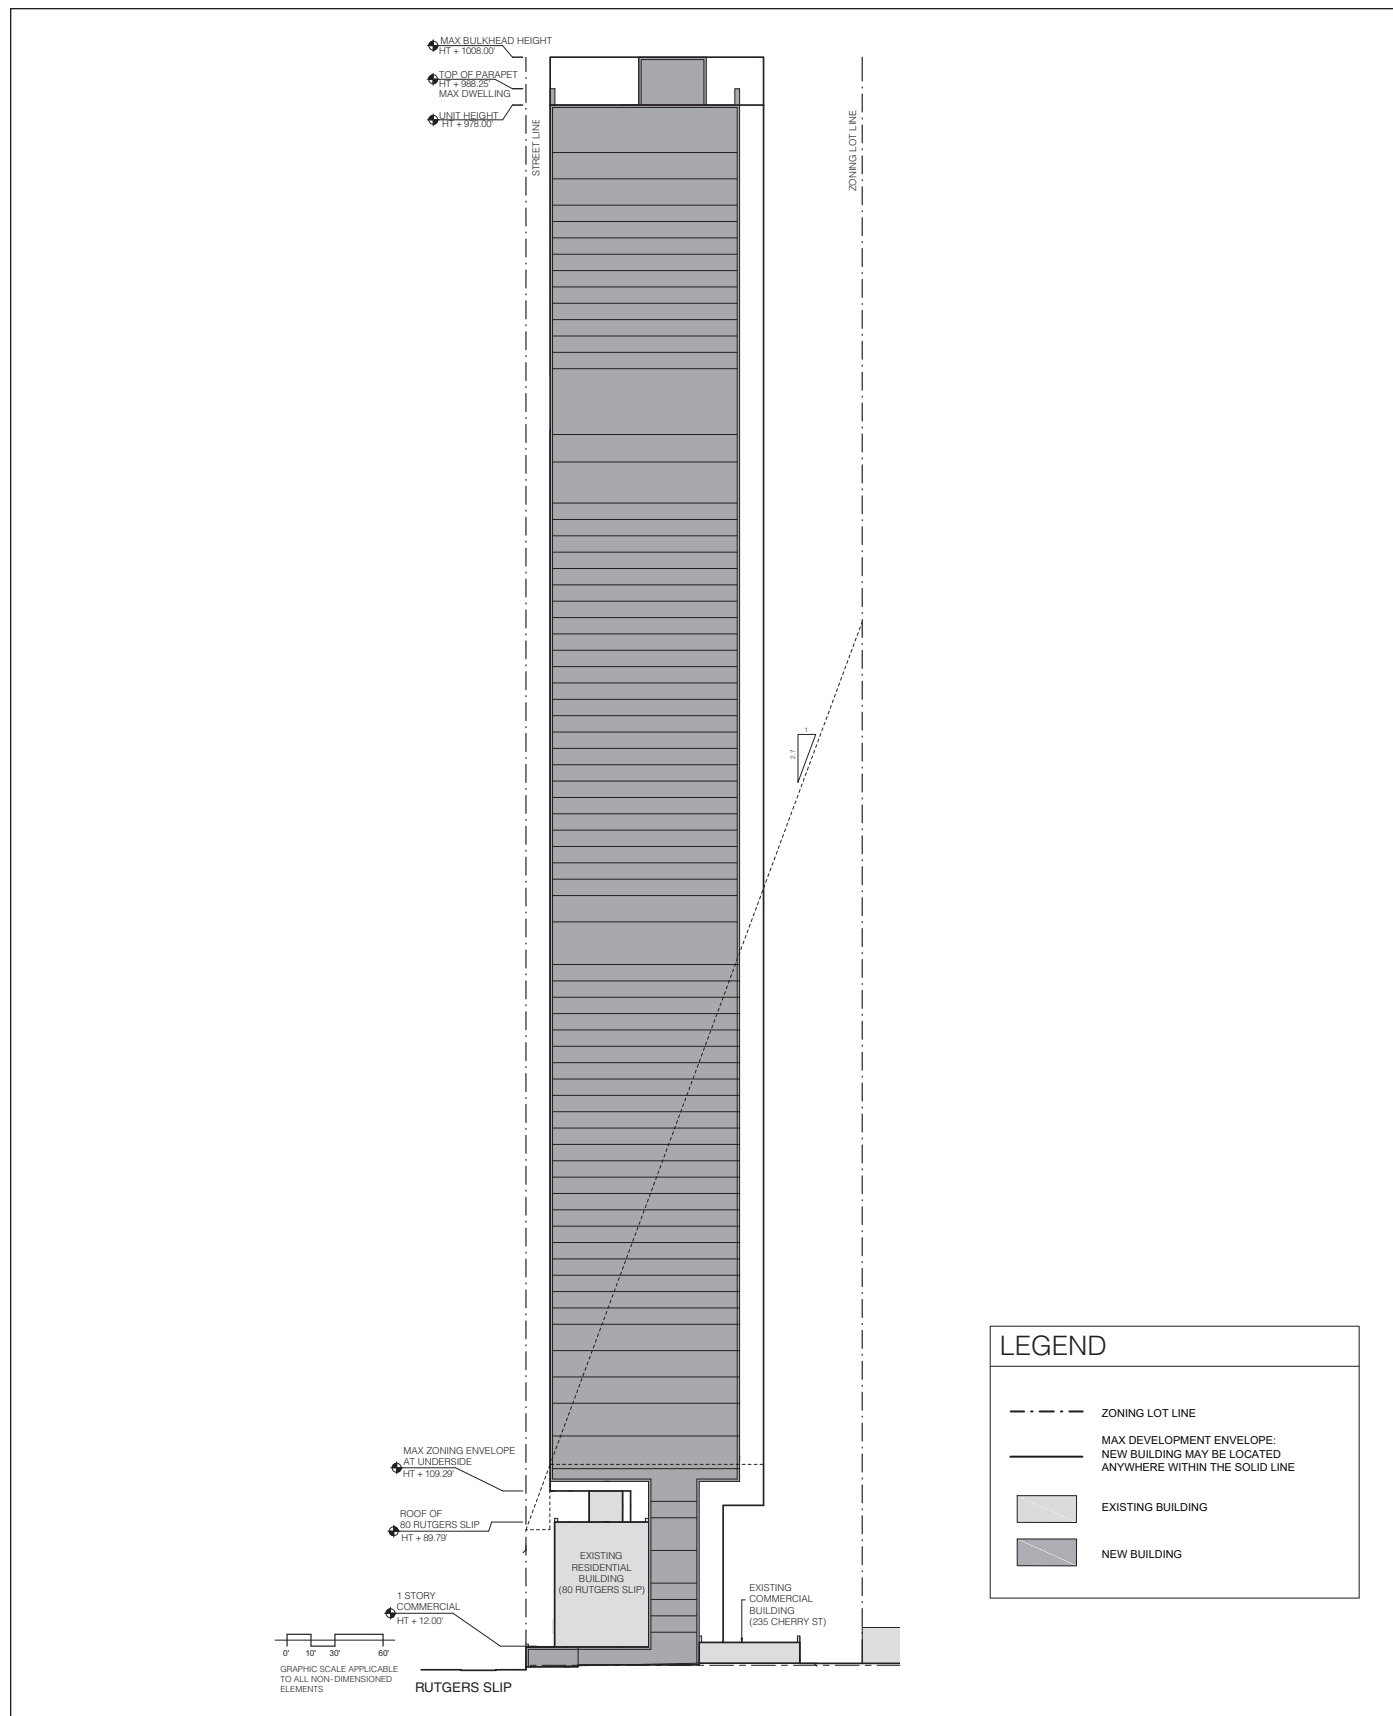 MAX BULKHEAD HEIGHT
HT + 1008.00'
TOP OF PARAPET
HT + 988.25'
MAX DWELLING
UNIT HEIGHT
HT + 978.00'
STREET LINE
ZONING LOT LINE
1
2.7
MAX ZONING ENVELOPE
AT UNDERSIDE
HT + 109.29'
ROOF OF
80 RUTGERS SLIP
HT + 89.79'
1 STORY
COMMERCIAL
HT + 12.00'
EXISTING
RESIDENTIAL
BUILDING
(80 RUTGERS SLIP)
EXISTING
COMMERCIAL
BUILDING
(235 CHERRY ST)
0' 10' 30' 60'
GRAPHIC SCALE APPLICABLE
TO ALL NON-DIMENSIONED
ELEMENTS
RUTGERS SLIP
LEGEND
ZONING LOT LINE
MAX DEVELOPMENT ENVELOPE:
NEW BUILDING MAY BE LOCATED
ANYWHERE WITHIN THE SOLID LINE
EXISTING BUILDING
NEW BUILDING